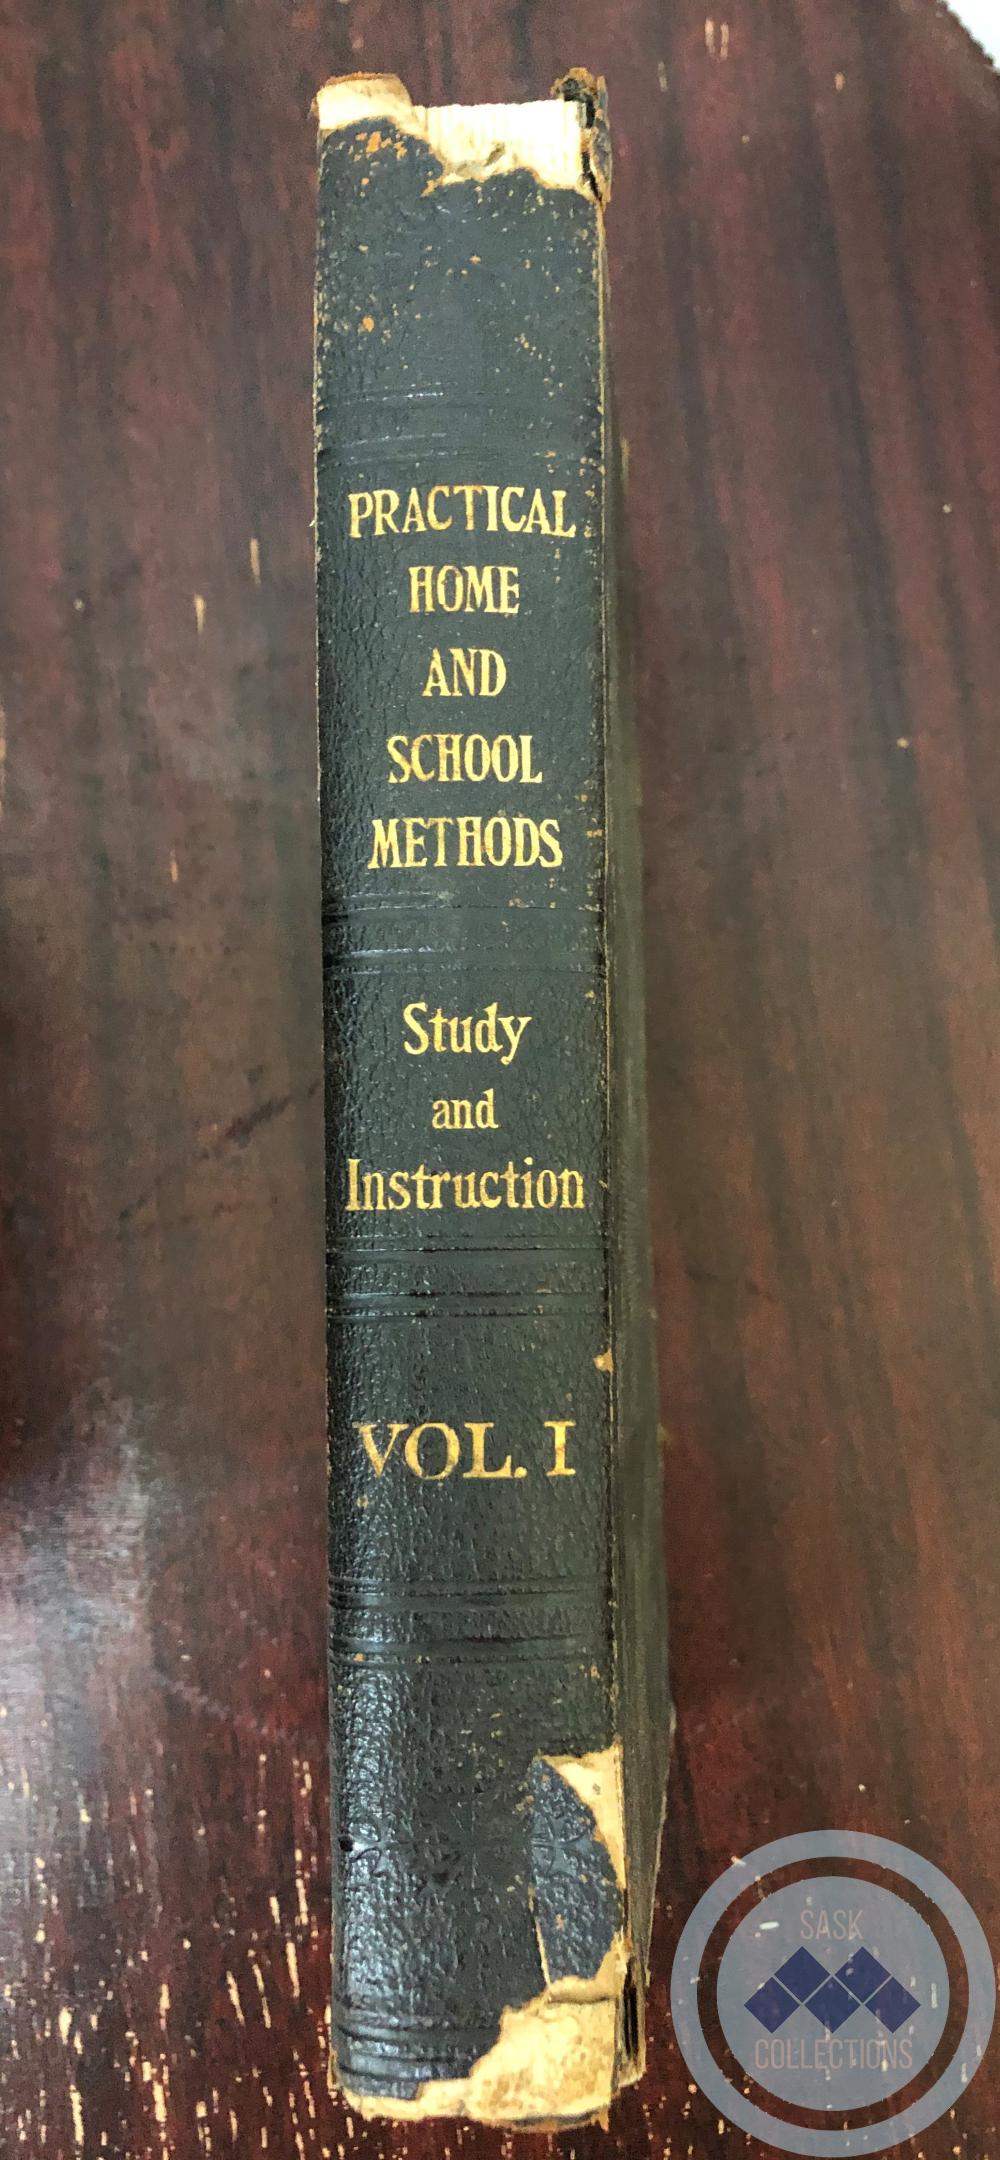 PRACTICAL
HOME
AND
SCHOOL
METHODS
Study
and
Instruction
VOL. I
SASK
COLLECTIONS